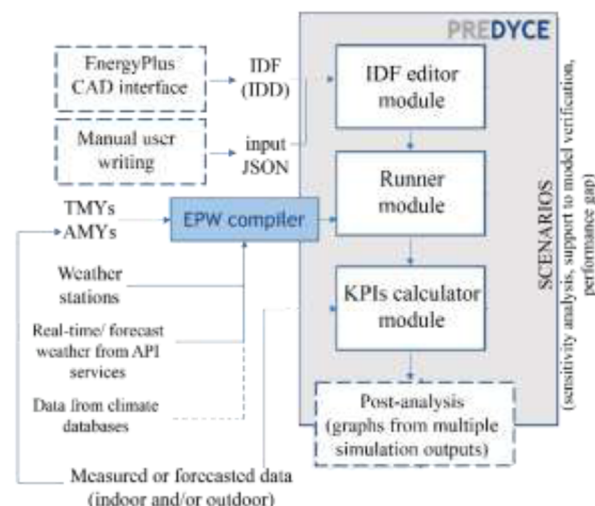 PREDYCE
EnergyPlus
CAD interface
IDF
(IDD)
IDF editor
module
Manual user
writing
input
JSON
Runner
module
TMYs
AMYs
EPW compiler
Weather
stations
KPIs calculator
module
Real-time/ forecast
weather from API
services
Data from climate
databases
Post-analysis
(graphs from multiple
simulation outputs)
Measured or forecasted data
(indoor and/or outdoor)
SCENARIOS
(sensitivity analysis, support to model verification,
performance gap)